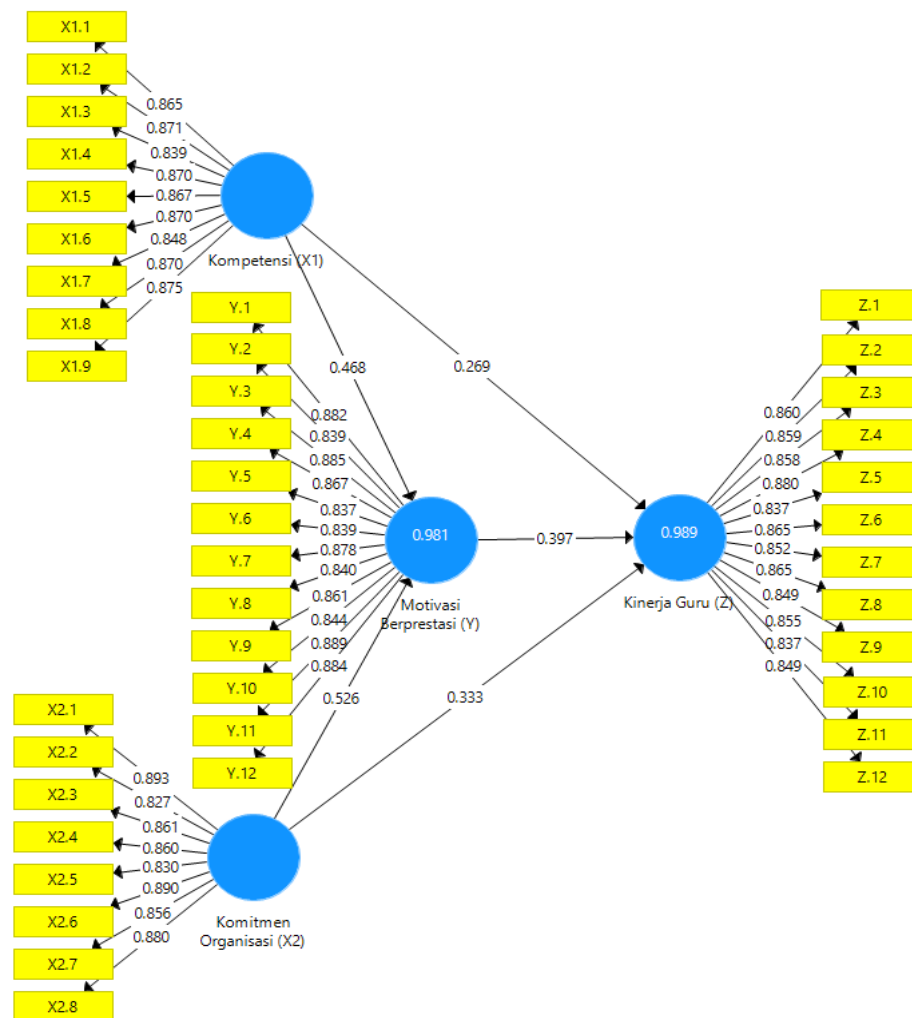 X1.1
X1.2
X1.3
X1.4
X1.5
X1.6
X1.7
X1.8
X1.9
0.865
0.871
0.839
0.870
0.867
0.870
0.848
0.870
0.875
Kompetensi (X1)
Y.1
Y.2
Y.3
Y.4
Y.5
Y.6
Y.7
Y.8
Y.9
Y.10
Y.11
Y.12
0.882
0.839
0.885
0.867
0.837
0.839
0.878
0.840
0.861
0.844
0.889
0.884
0.468
0.269
0.981
Motivasi
Berprestasi (Y)
0.397
0.989
Kinerja Guru (Z)
0.526
0.333
Z.1
Z.2
Z.3
Z.4
Z.5
Z.6
Z.7
Z.8
Z.9
Z.10
Z.11
Z.12
0.860
0.859
0.858
0.880
0.837
0.865
0.852
0.865
0.849
0.855
0.837
0.849
X2.1
X2.2
X2.3
X2.4
X2.5
X2.6
X2.7
X2.8
0.893
0.827
0.861
0.860
0.830
0.890
0.856
0.880
Komitmen
Organisasi (X2)